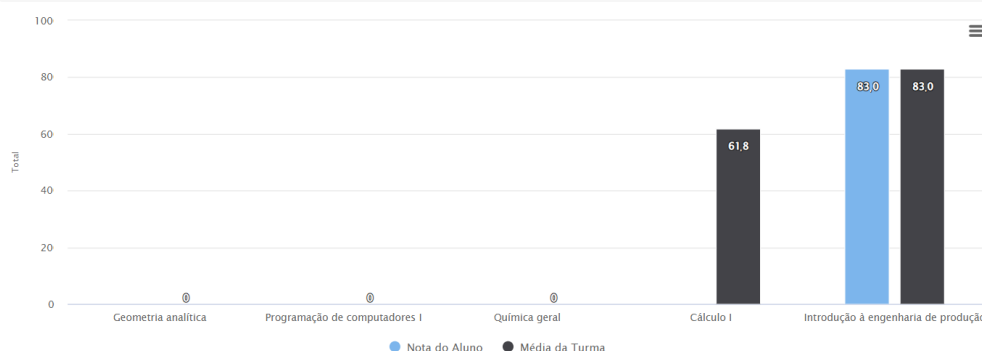 100
80
60
40
20
0
Total
0
0
0
61,8
83,0
83,0
Geometria analítica
Programação de computadores I
Química geral
Cálculo I
Introdução à engenharia de produção
Nota do Aluno
Média da Turma